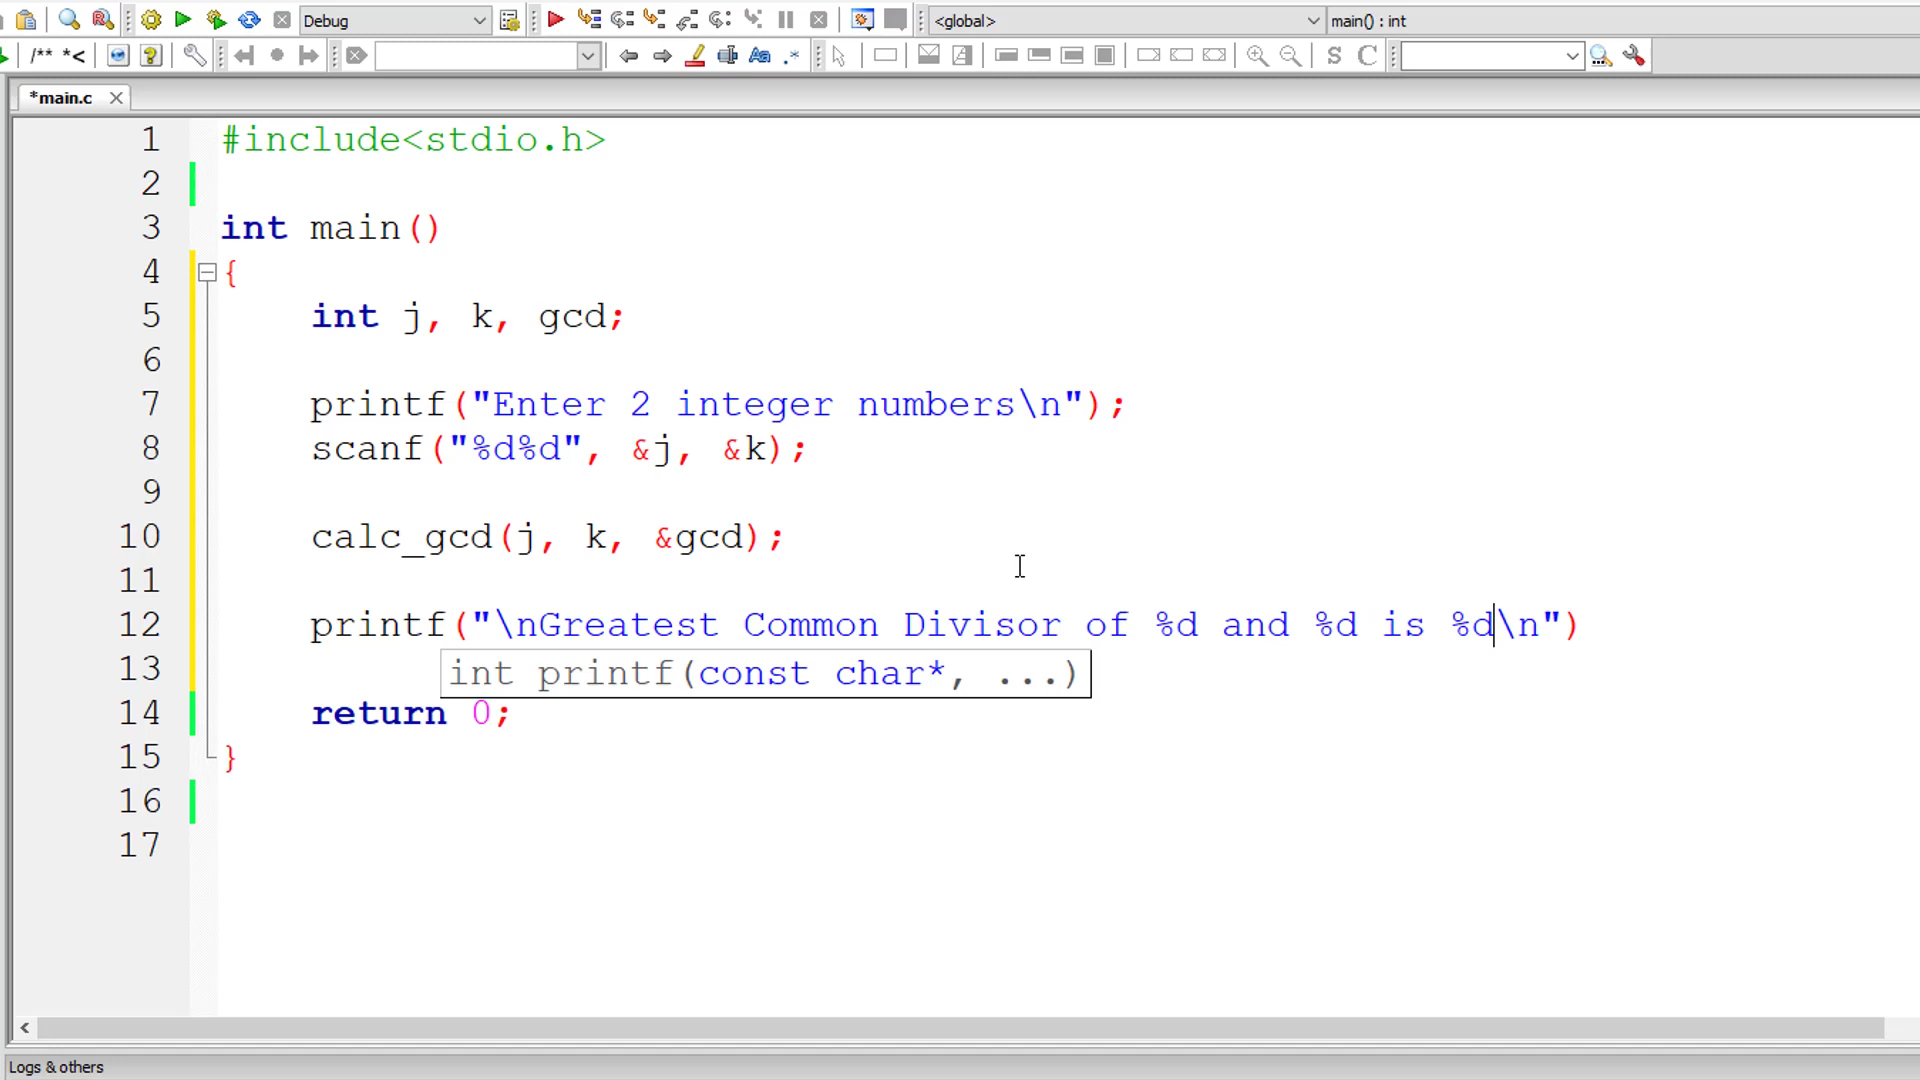 Debug
<global>
main() : int
/** *<
Aa
.*
S
C
*main.c
1 #include<stdio.h>
2
3 int main()
4 {
5 int j, k, gcd;
6
7 printf("Enter 2 integer numbers\n");
8 scanf("%d%d", &j, &k);
9
10 calc_gcd(j, k, &gcd);
11
12 printf("\nGreatest Common Divisor of %d and %d is %d\n")
13 int printf(const char*, ...)
14 return 0;
15 }
16
17
Logs & others